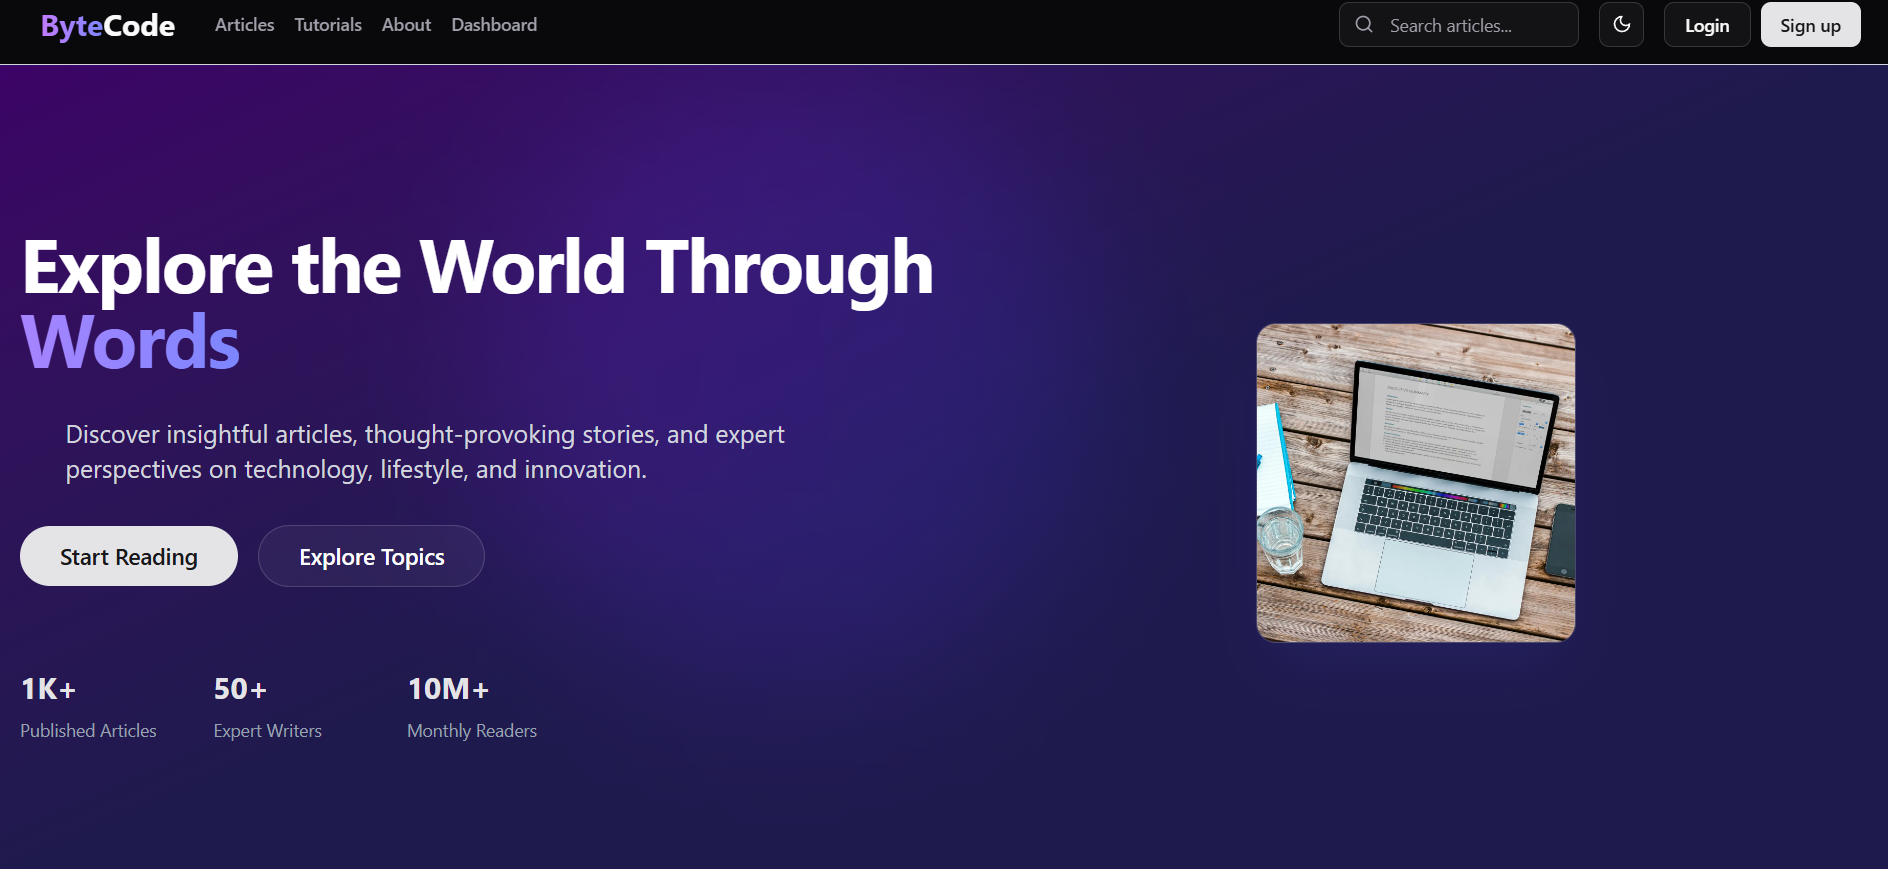 ByteCode
Articles
Tutorials
About
Dashboard
Search articles...
Login
Sign up
Explore the World Through
Words
Discover insightful articles, thought-provoking stories, and expert
perspectives on technology, lifestyle, and innovation.
Start Reading
Explore Topics
1K+
50+
10M+
Published Articles
Expert Writers
Monthly Readers